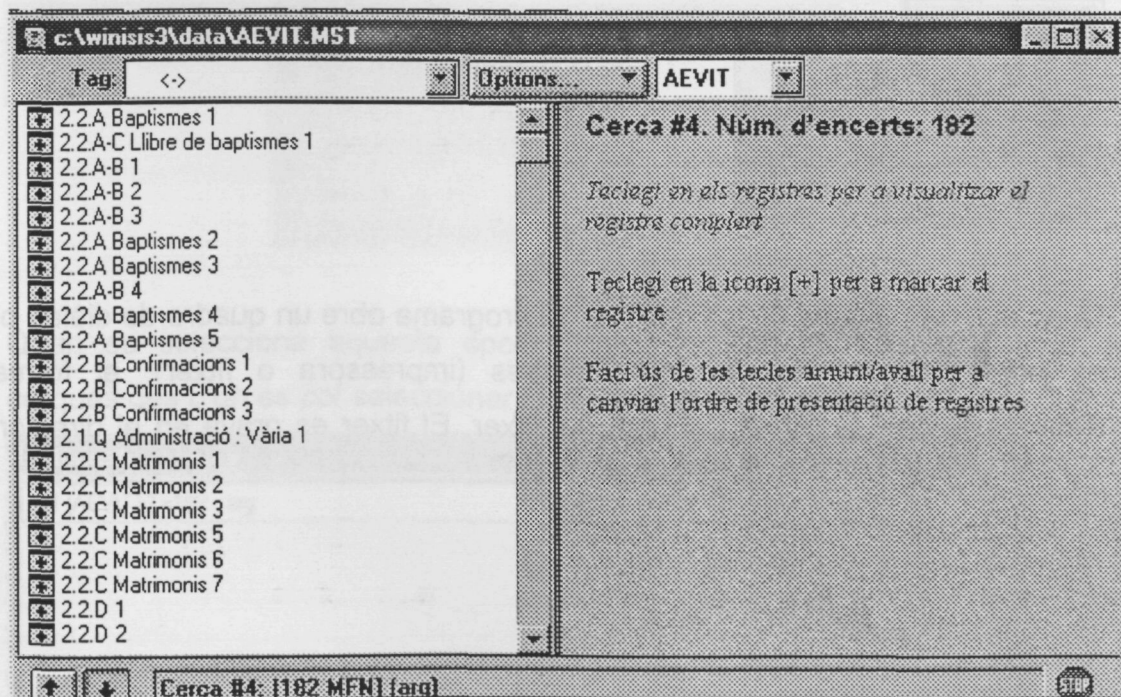 c:\winisis3\data\AEVIT.MST
Tag: <-> Options... AEVIT
2.2.A Baptismes 1
2.2.A-C Llibre de baptismes 1
2.2.A-B 1
2.2.A-B 2
2.2.A-B 3
2.2.A Baptismes 2
2.2.A Baptismes 3
2.2.A-B 4
2.2.A Baptismes 4
2.2.A Baptismes 5
2.2.B Confirmacions 1
2.2.B Confirmacions 2
2.2.B Confirmacions 3
2.1.Q Administració : Vària 1
2.2.C Matrimonis 1
2.2.C Matrimonis 2
2.2.C Matrimonis 3
2.2.C Matrimonis 5
2.2.C Matrimonis 6
2.2.C Matrimonis 7
2.2.D 1
2.2.D 2
Cerca #4. Núm. d'encerts: 182
Teclegi en els registres per a visualitzar el
registre complert
Teclegi en la icona [+] per a marcar el
registre
Faci ús de les tecles amunt/avall per a
canviar l'ordre de presentació de registres
Cerca #4: [182 MFN] (arg)
STOP